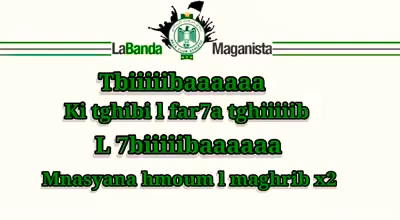 LaBanda Maganista
Tbiiiiibaaaaaa
Ki tghibi l far7a tghiiiiib
L 7biiiiibaaaaaa
Mnasyana hmoum l maghrib x2